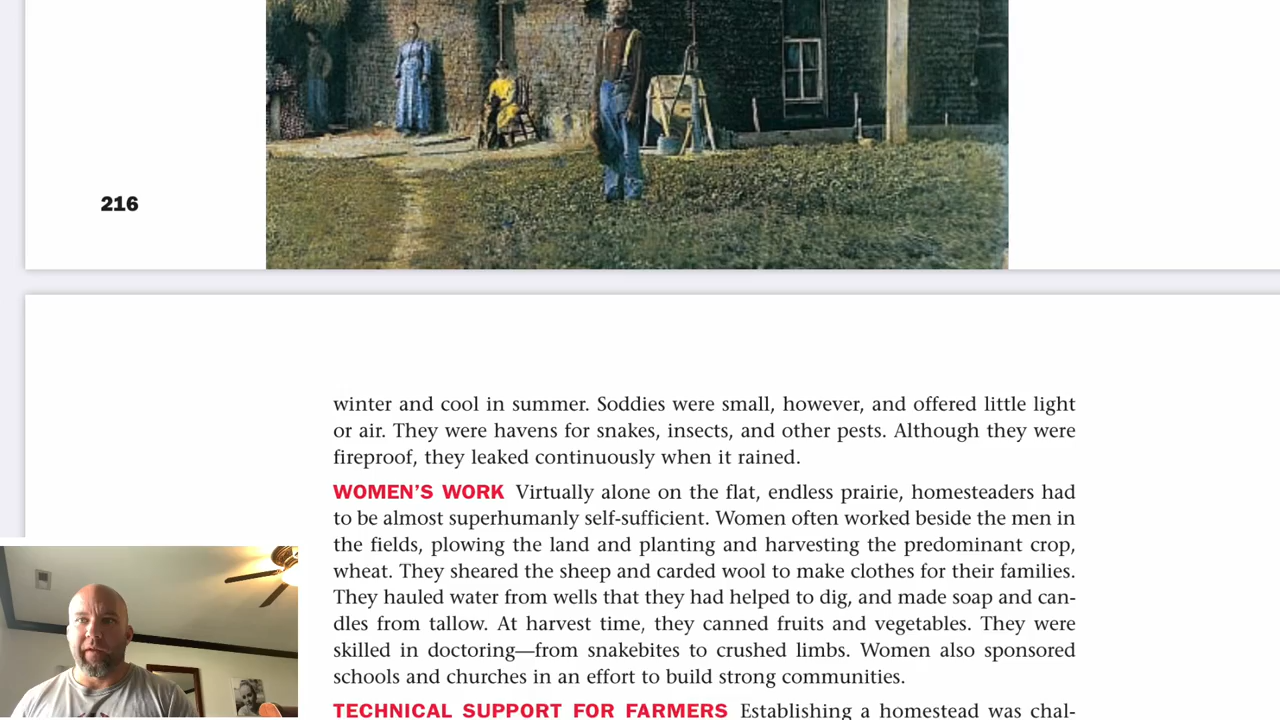 216
winter and cool in summer. Soddies were small, however, and offered little light
or air. They were havens for snakes, insects, and other pests. Although they were
fireproof, they leaked continuously when it rained.
WOMEN'S WORK Virtually alone on the flat, endless prairie, homesteaders had
to be almost superhumanly self-sufficient. Women often worked beside the men in
the fields, plowing the land and planting and harvesting the predominant crop,
wheat. They sheared the sheep and carded wool to make clothes for their families.
They hauled water from wells that they had helped to dig, and made soap and can-
dles from tallow. At harvest time, they canned fruits and vegetables. They were
skilled in doctoring—from snakebites to crushed limbs. Women also sponsored
schools and churches in an effort to build strong communities.
TECHNICAL SUPPORT FOR FARMERS Establishing a homestead was chal-